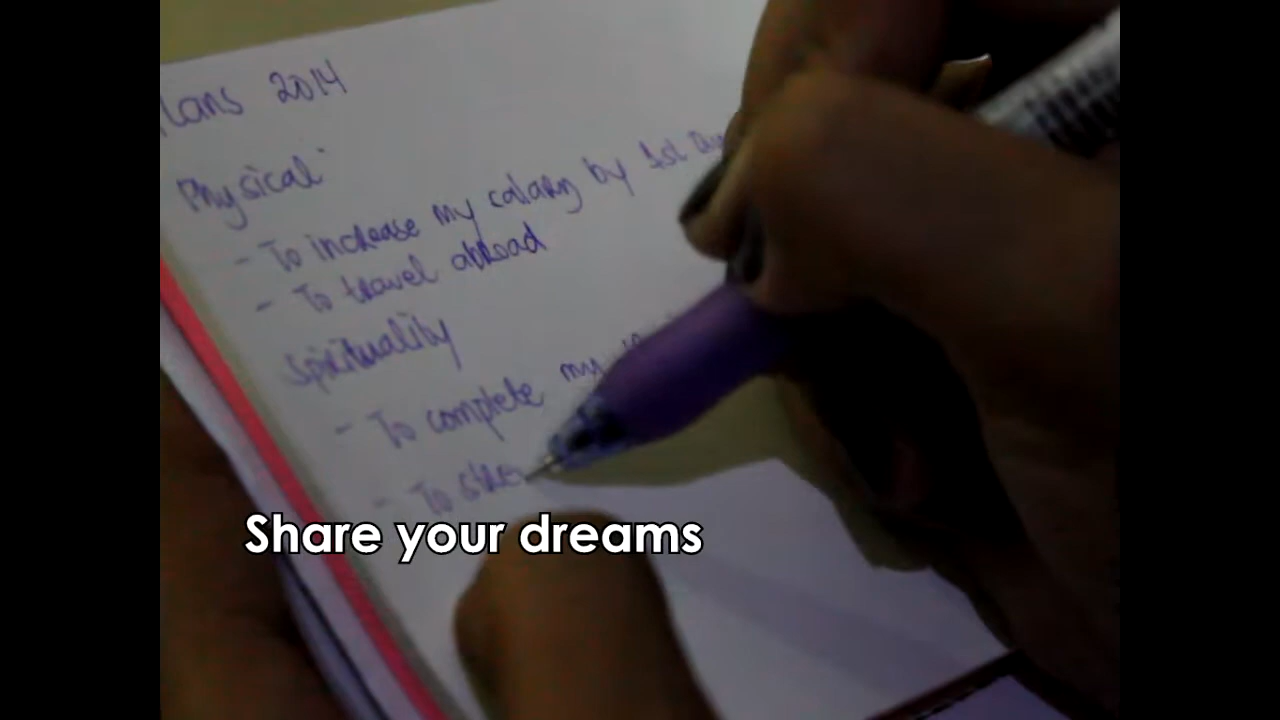 lans 2014
Physical
- To increase my calary by 1st
- To travel abroad
Spirituality
- To complete my
- To
Share your dreams